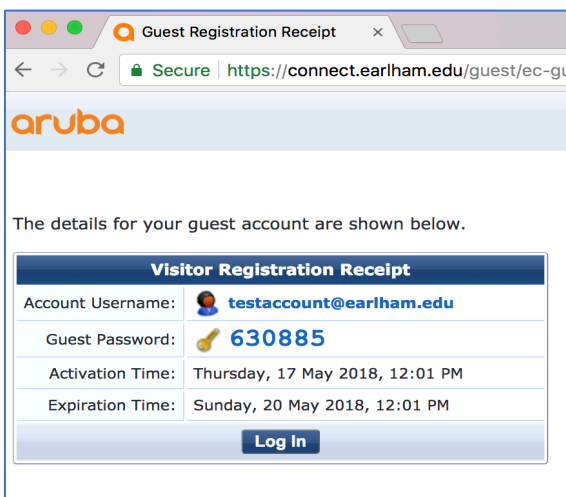 Guest Registration Receipt ×
Secure https://connect.earlham.edu/guest/ec-gu
aruba
The details for your guest account are shown below.
Visitor Registration Receipt
Account Username: testaccount@earlham.edu
Guest Password: 630885
Activation Time: Thursday, 17 May 2018, 12:01 PM
Expiration Time: Sunday, 20 May 2018, 12:01 PM
Log In